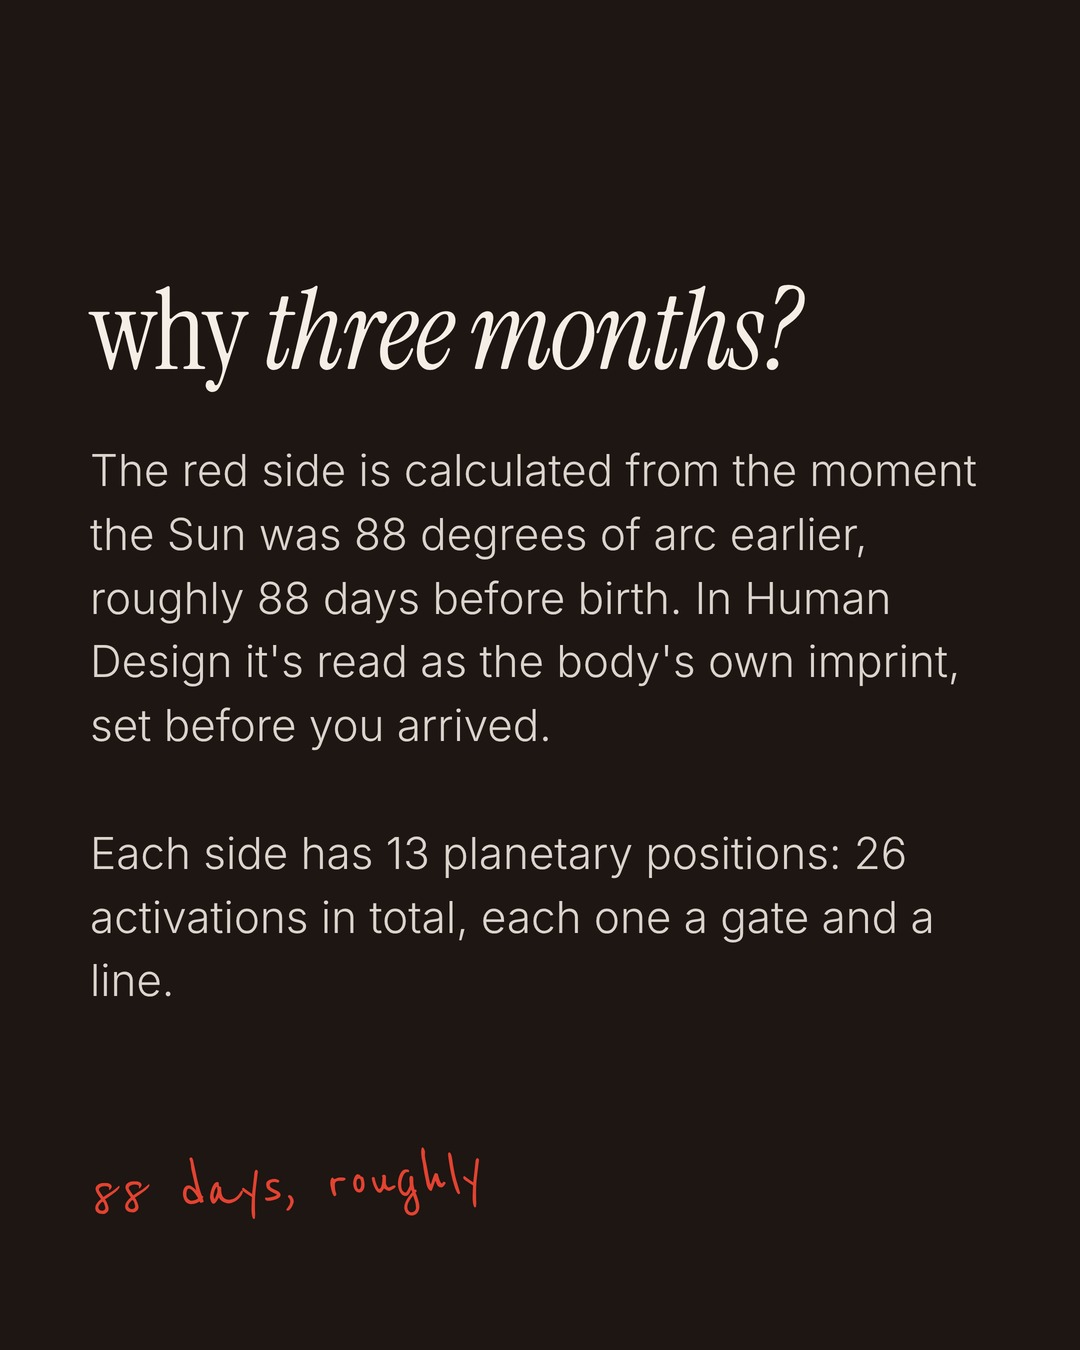 why three months?
The red side is calculated from the moment
the Sun was 88 degrees of arc earlier,
roughly 88 days before birth. In Human
Design it's read as the body's own imprint,
set before you arrived.
Each side has 13 planetary positions: 26
activations in total, each one a gate and a
line.
88 days, roughly